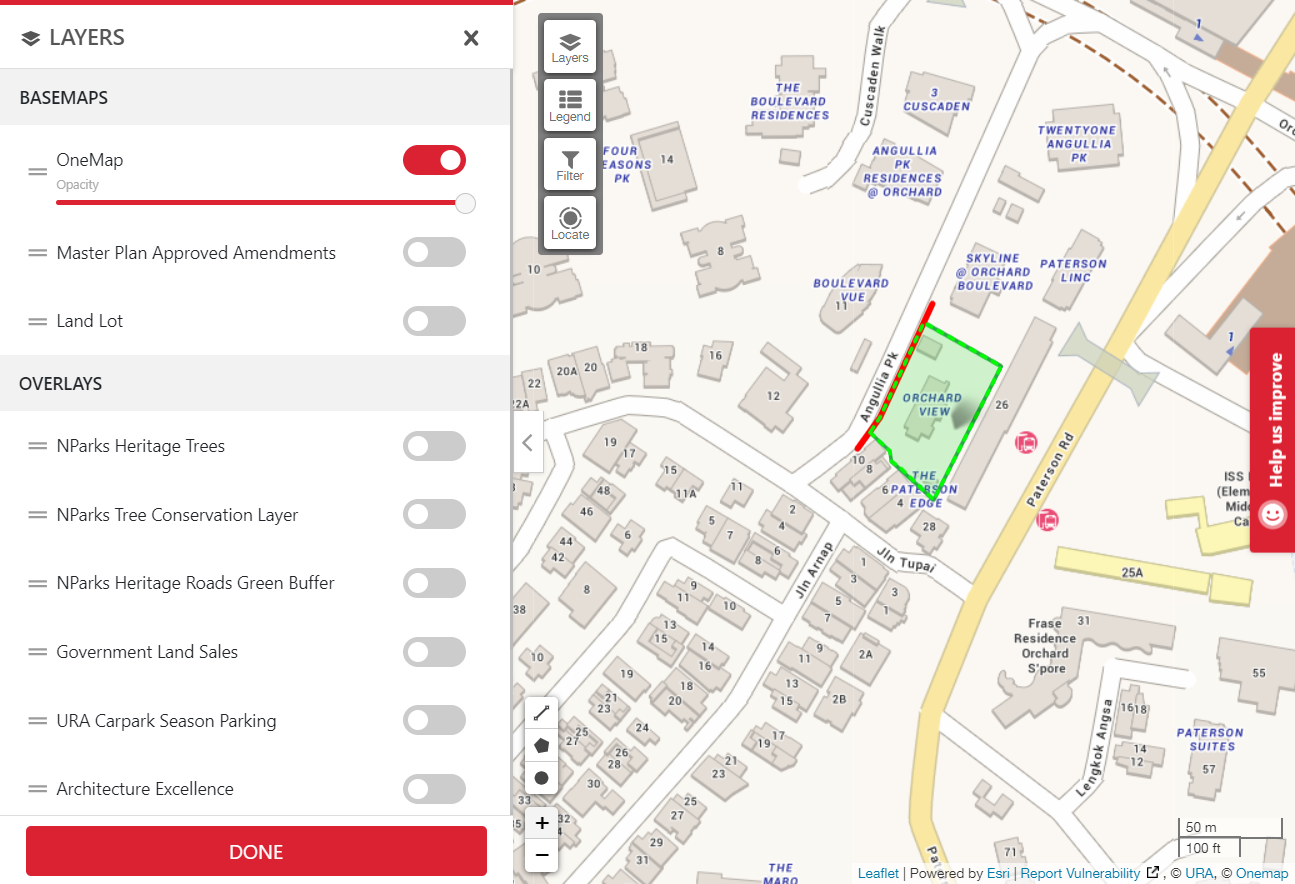 LAYERS
BASEMAPS
OneMap
Opacity
Master Plan Approved Amendments
Land Lot
OVERLAYS
NParks Heritage Trees
NParks Tree Conservation Layer
NParks Heritage Roads Green Buffer
Government Land Sales
URA Carpark Season Parking
Architecture Excellence
DONE
Layers
Legend
Filter
Locate
THE
BOULEVARD
RESIDENCES
Cuscaden Walk
3
CUSCADEN
1
TWENTYONE
ANGULLIA
PK
FOUR
EASONS
PK
14
ANGULLIA
PK
RESIDENCES
@ ORCHARD
8
10
SKYLINE
@ ORCHARD
BOULEVARD
PATERSON
LINC
BOULEVARD
VUE
11
1
Angullia Pk
18
16
20A
20
22
22A
12
ORCHARD
VIEW
26
Paterson Rd
19
17
15
11A
11
10
8
6
4
THE
PATERSON
EDGE
28
48
46
44
42
6
5
7
2
4
6
8
Jln Arnap
Jln Tupai
1
3
5
7
3
1
ISS
(Elem
Midd
Ca
25A
38
8
9
11
10
13
15
14
16
9
11
2A
Frase
Residence
Orchard
S'pore
31
55
10
19
18
20
21
23
13
15
2B
24
25
27
26
28
17
19
30
21
23
Lengkok Angsa
16
18
14
12
PATERSON
SUITES
57
33
32
35
25
27
29
31
71
THE
MARQ
Help us improve
+
−
50 m
100 ft
Leaflet | Powered by Esri | Report Vulnerability , © URA, © Onemap